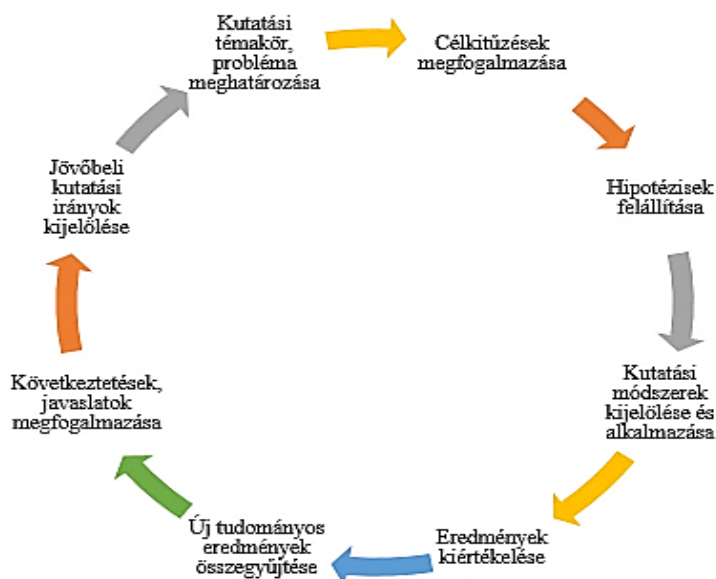 Kutatási
témakör,
probléma
meghatározása
Célkitűzések
megfogalmazása
Hipotézisek
felállítása
Kutatási
módszerek
kijelölése és
alkalmazása
Eredmények
kiértékelése
Új tudományos
eredmények
összegyűjtése
Következtetések,
javaslatok
megfogalmazása
Jövőbeli
kutatási
irányok
kijelölése